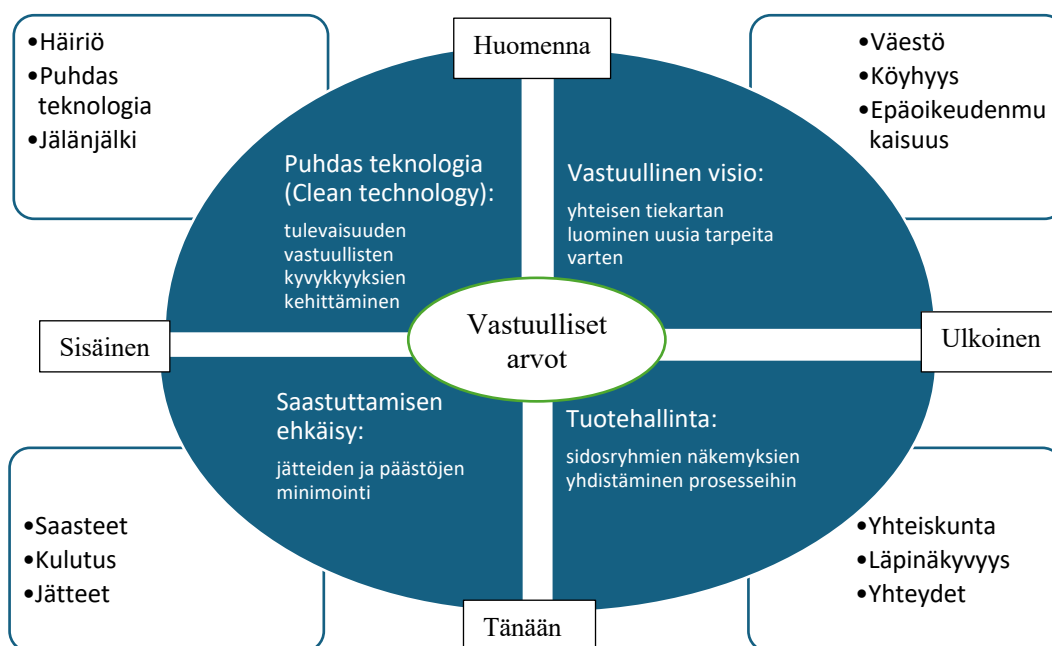 •Häiriö
•Puhdas
teknologia
•Jälänjälki
Huomenna
•Väestö
•Köyhyys
•Epäoikeudenmu
kaisuus
Puhdas teknologia
(Clean technology):
tulevaisuuden
vastuullisten
kyvykkyyksien
kehittäminen
Vastuullinen visio:
yhteisen tiekartan
luominen uusia tarpeita
varten
Sisäinen
Vastuulliset
arvot
Ulkoinen
Saastuttamisen
ehkäisy:
jätteiden ja päästöjen
minimointi
Tuotehallinta:
sidosryhmien näkemyksien
yhdistäminen prosesseihin
•Saasteet
•Kulutus
•Jätteet
Tänään
•Yhteiskunta
•Läpinäkyvyys
•Yhteydet